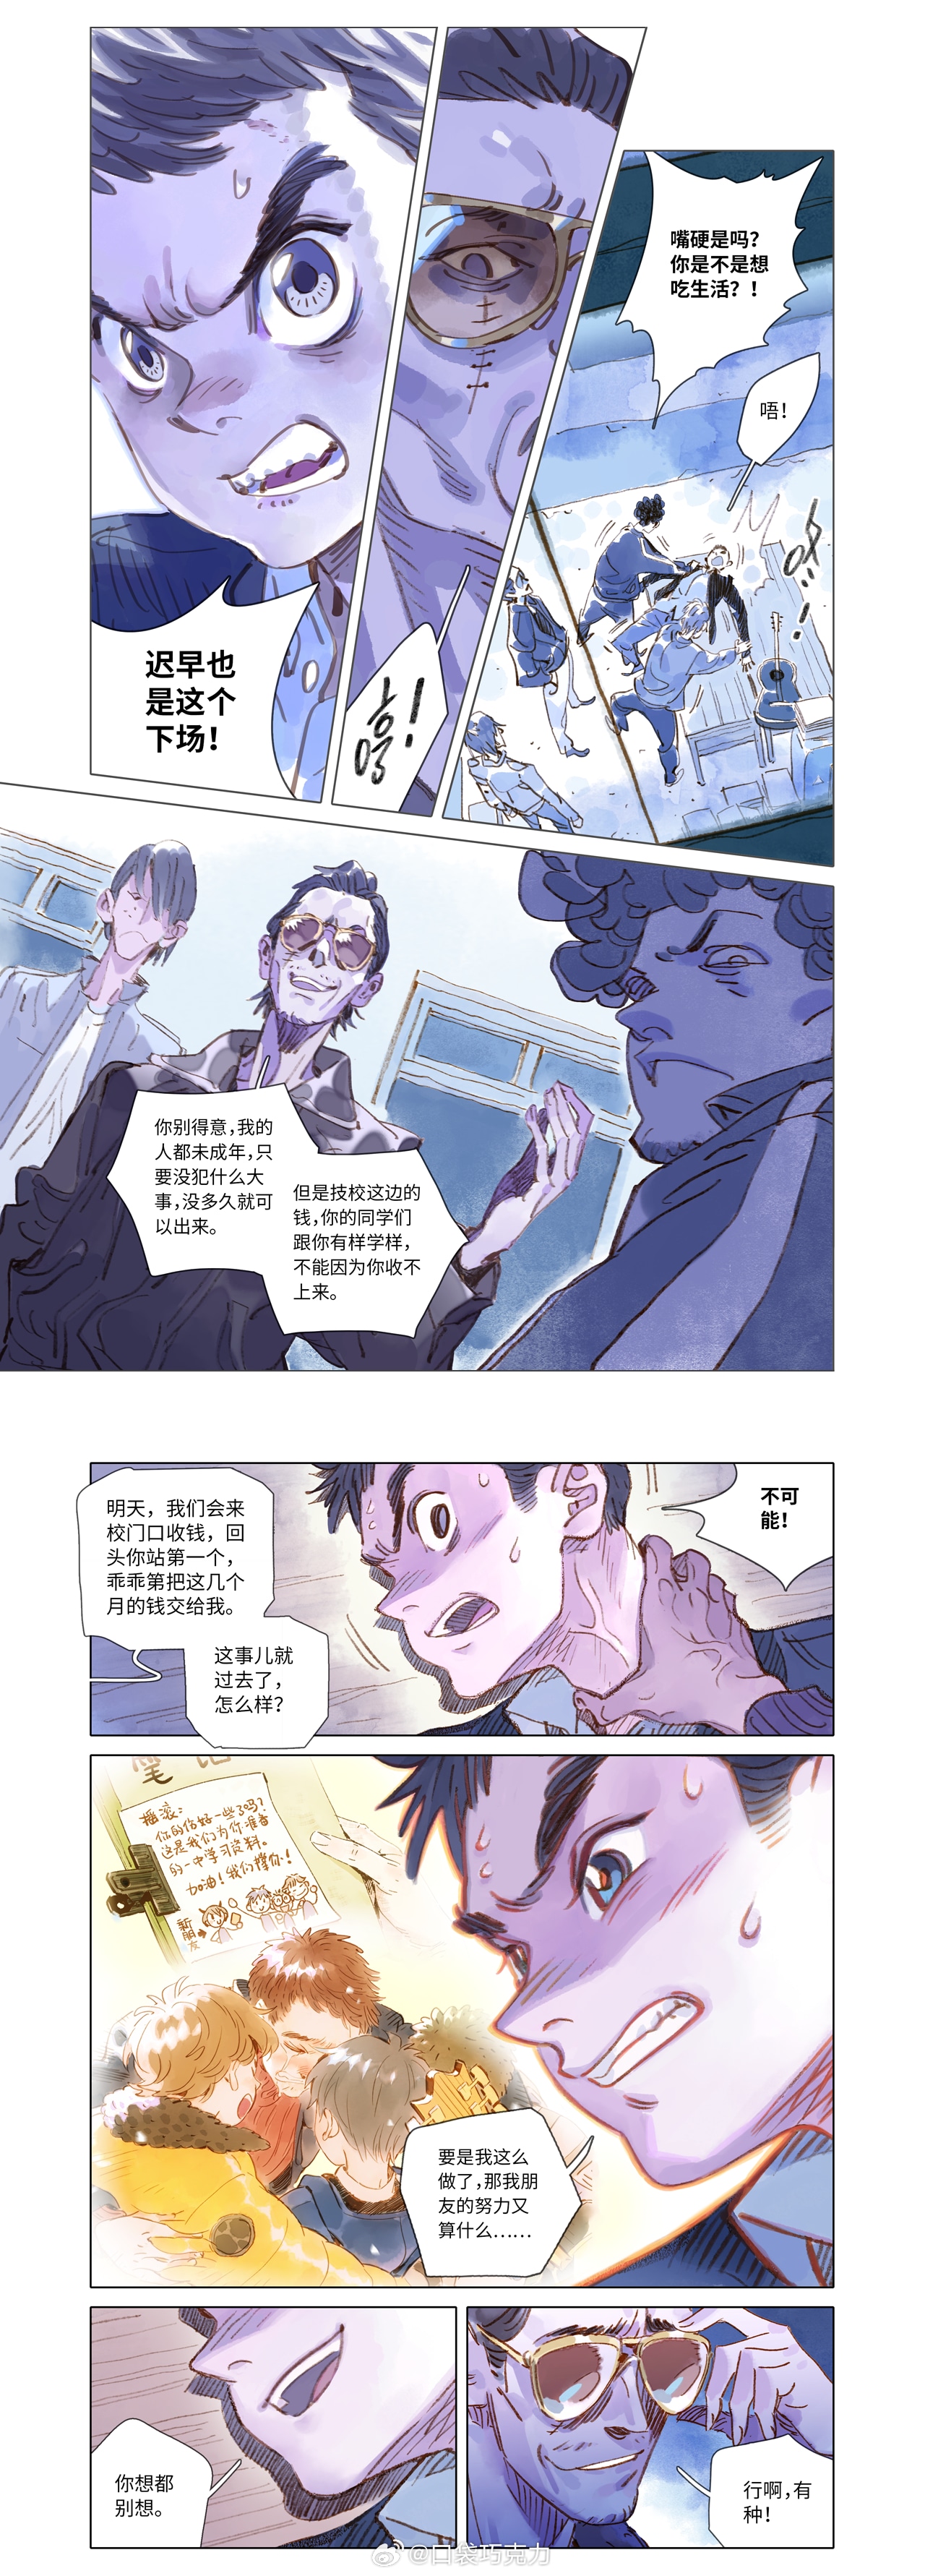 迟早也
是这个
下场！
哼！
嘴硬是吗？
你是不是想
吃生活？！
唔！
你别得意，我的
人都未成年，只
要没犯什么大
事，没多久就可
以出来。
但是技校这边的
钱，你的同学们
跟你有样学样，
不能因为你收不
上来。
明天，我们会来
校门口收钱，回
头你站第一个，
乖乖第把这几个
月的钱交给我。
这事儿就
过去了，
怎么样？
不可
能！
笔记
摇滚：
你的伤好一些了吗？
这是我们为你准备
的一中学习资料。
加油！我们撑你！
新
朋
友
要是我这么
做了，那我朋
友的努力又
算什么……
你想都
别想。
行啊，有
种！
@口袋巧克力